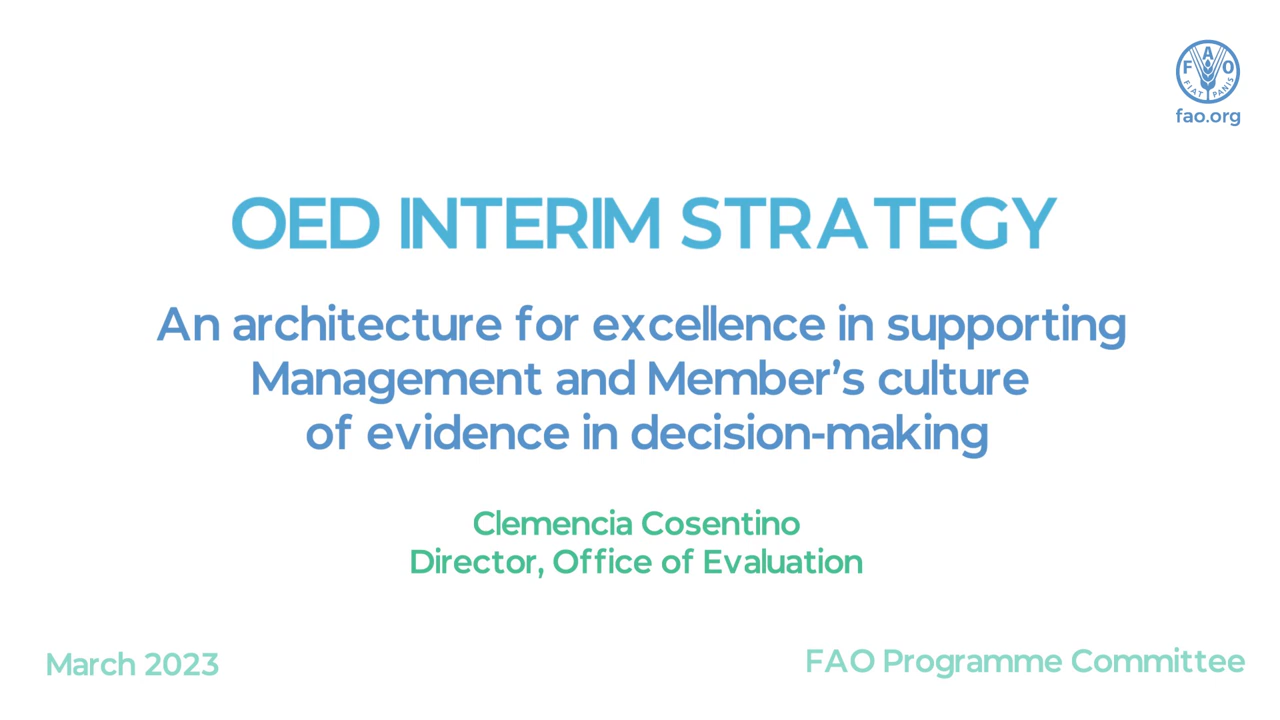 F A O
FIAT PANIS
fao.org
OED INTERIM STRATEGY
An architecture for excellence in supporting
Management and Member’s culture
of evidence in decision-making
Clemencia Cosentino
Director, Office of Evaluation
March 2023
FAO Programme Committee